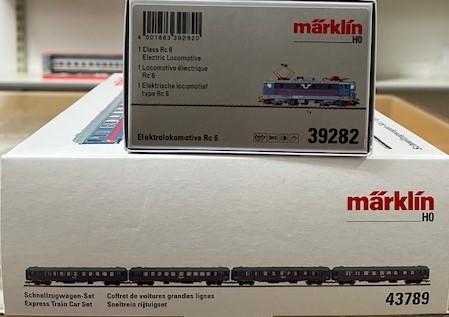 4 001883 392820
märklin
H0
1 Class Rc 6
Electric Locomotive
1 Locomotive électrique
Rc 6
1 Elektrische locomotief
type Rc 6
Elektrolokomotive Rc 6
39282
märklin
H0
Schnellzugwagen-Set
Coffret de voitures grandes lignes
Express Train Car Set
Sneltrein rijtuigset
43789